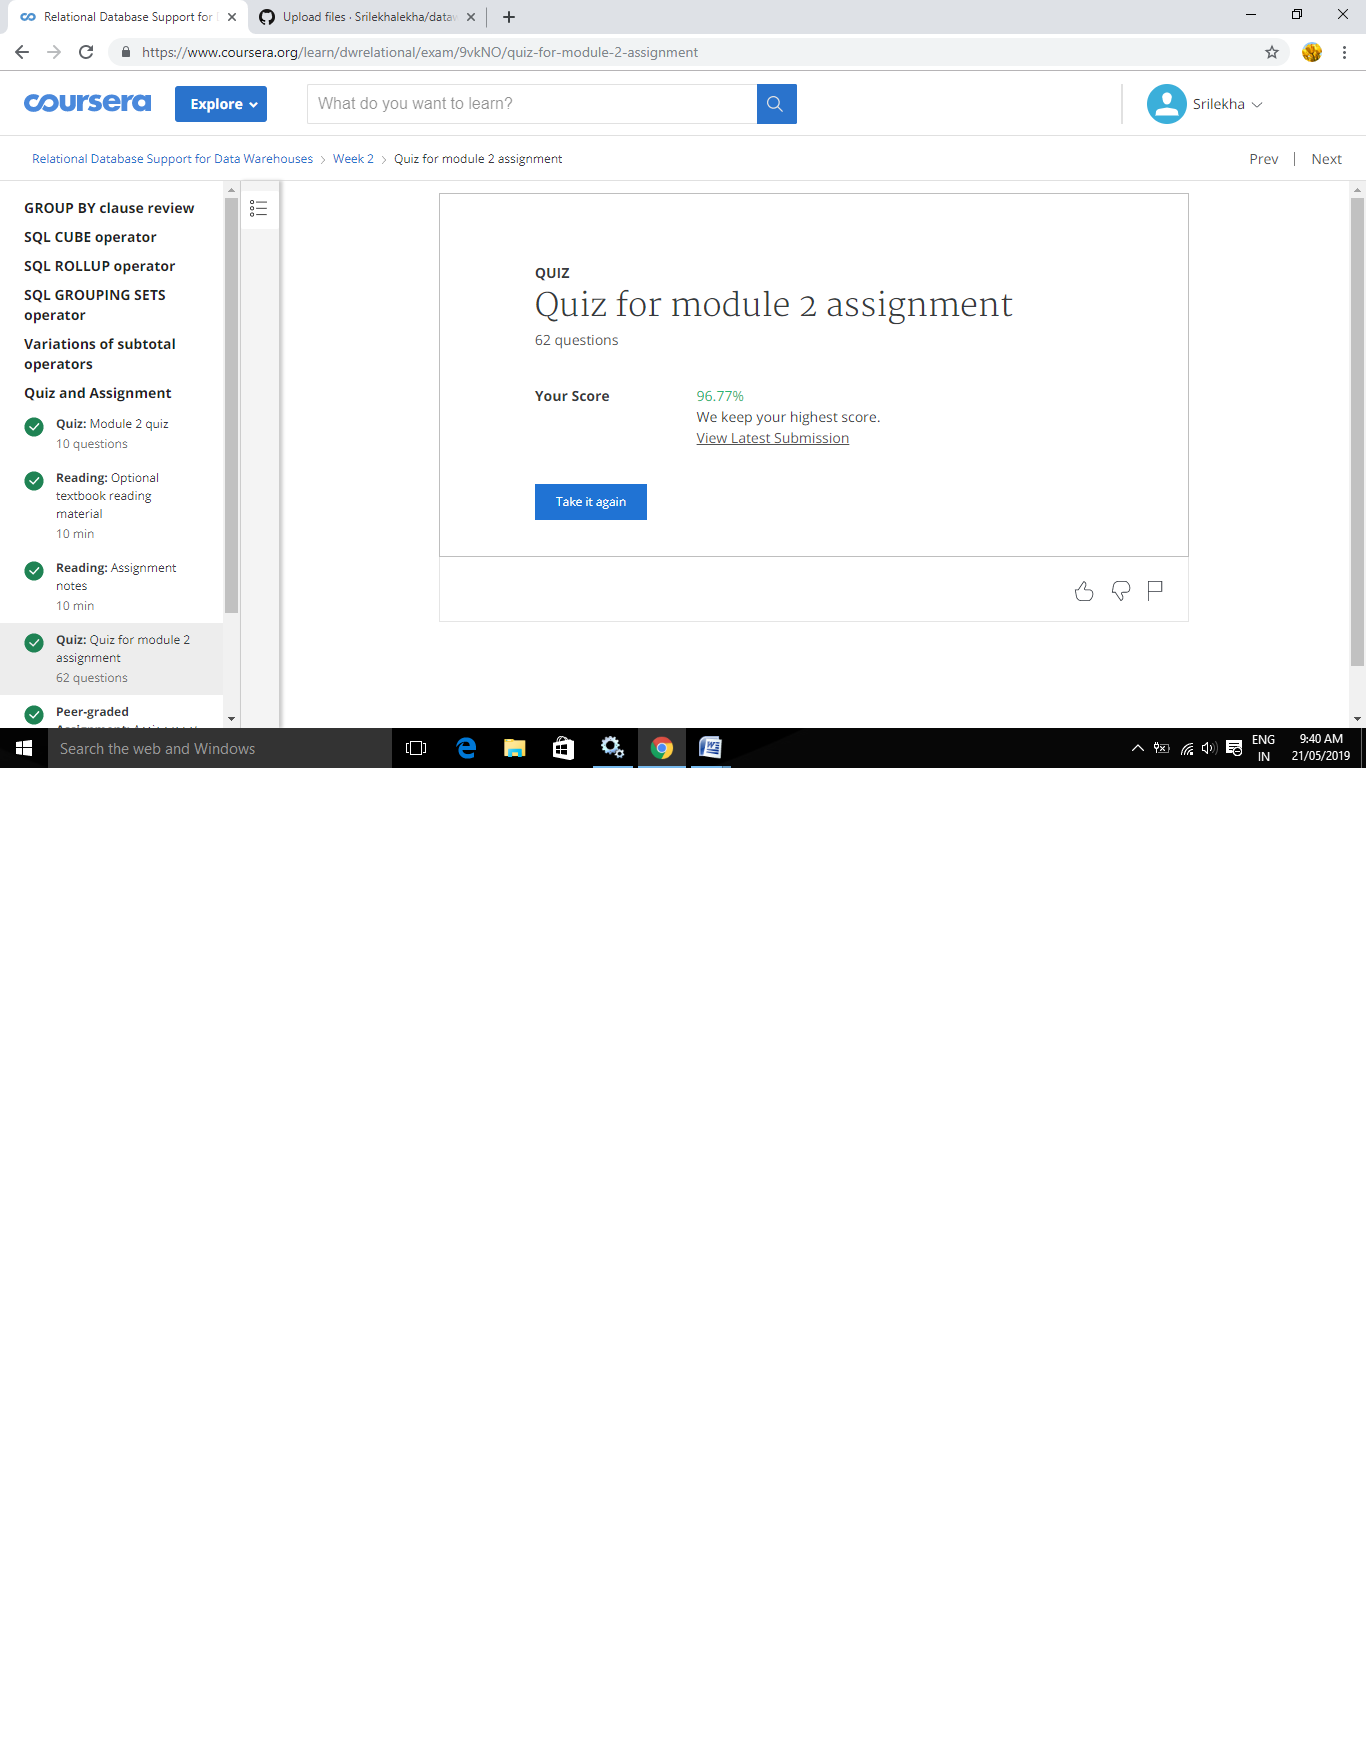 Relational Database Support for
Upload files · Srilekhalekha/data
https://www.coursera.org/learn/dwrelational/exam/9vkNO/quiz-for-module-2-assignment
coursera
Explore
What do you want to learn?
Srilekha
Relational Database Support for Data Warehouses > Week 2 > Quiz for module 2 assignment
Prev | Next
GROUP BY clause review
SQL CUBE operator
SQL ROLLUP operator
SQL GROUPING SETS
operator
Variations of subtotal
operators
Quiz and Assignment
Quiz: Module 2 quiz
10 questions
Reading: Optional
textbook reading
material
10 min
Reading: Assignment
notes
10 min
Quiz: Quiz for module 2
assignment
62 questions
Peer-graded
QUIZ
Quiz for module 2 assignment
62 questions
Your Score
96.77%
We keep your highest score.
View Latest Submission
Take it again
Search the web and Windows
ENG
IN
9:40 AM
21/05/2019